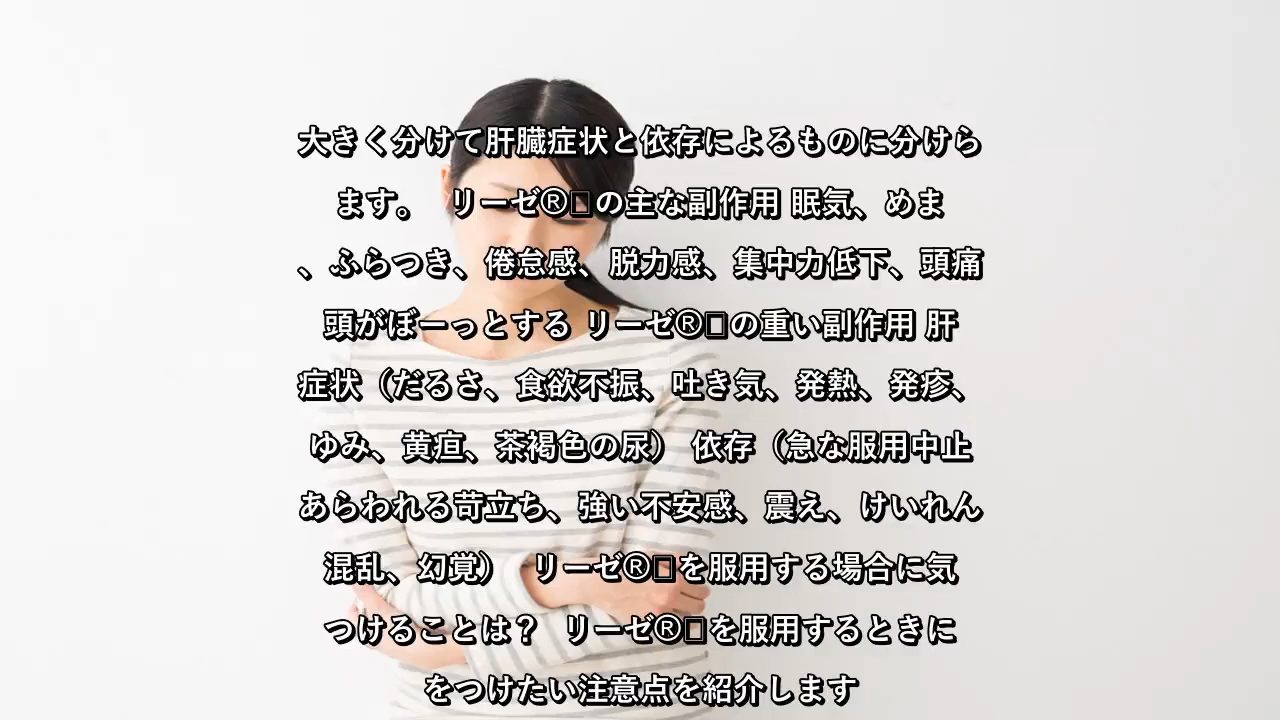 大きく分けて肝臓症状と依存によるものに分けら
ます。 リーゼ®の主な副作用 眠気、めま
、ふらつき、倦怠感、脱力感、集中力低下、頭痛
頭がぼーっとする リーゼ®の重い副作用 肝
症状（だるさ、食欲不振、吐き気、発熱、発疹、
ゆみ、黄疸、茶褐色の尿） 依存（急な服用中止
あらわれる苛立ち、強い不安感、震え、けいれん
混乱、幻覚） リーゼ®を服用する場合に気
つけることは？ リーゼ®を服用するときに
をつけたい注意点を紹介します